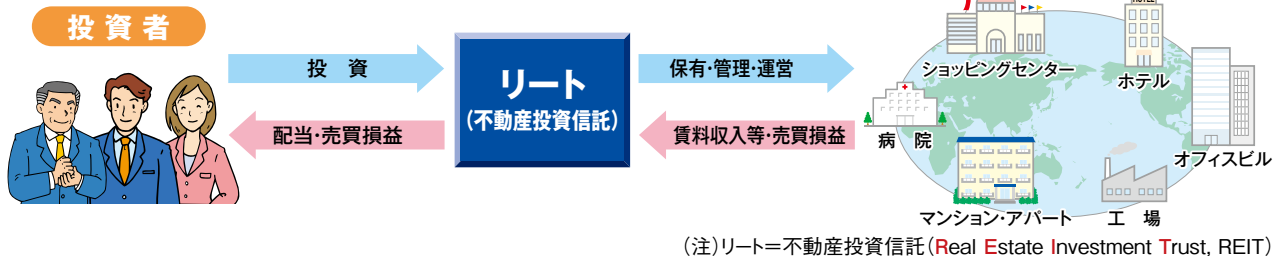 投資者
投 資
配当・売買損益
リート
(不動産投資信託)
保有・管理・運営
賃料収入等・売買損益
ショッピングセンター
HOTEL
ホテル
病 院
オフィスビル
マンション・アパート
工 場
(注)リート=不動産投資信託(Real Estate Investment Trust, REIT)